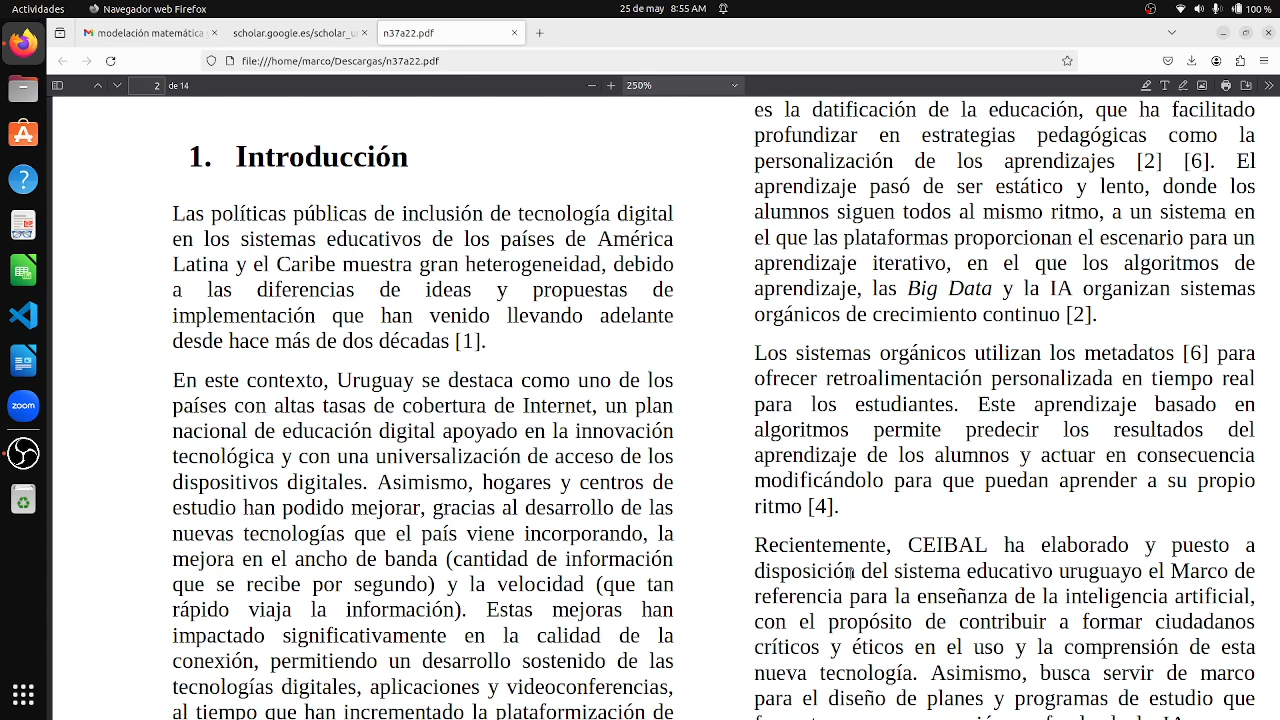 Actividades
Navegador web Firefox
25 de may 8:55 AM
100 %
modelación matemática
scholar.google.es/scholar_u
n37a22.pdf
file:///home/marco/Descargas/n37a22.pdf
2 de 14
250%
zoom
1. Introducción
Las políticas públicas de inclusión de tecnología digital
en los sistemas educativos de los países de América
Latina y el Caribe muestra gran heterogeneidad, debido
a las diferencias de ideas y propuestas de
implementación que han venido llevando adelante
desde hace más de dos décadas [1].
En este contexto, Uruguay se destaca como uno de los
países con altas tasas de cobertura de Internet, un plan
nacional de educación digital apoyado en la innovación
tecnológica y con una universalización de acceso de los
dispositivos digitales. Asimismo, hogares y centros de
estudio han podido mejorar, gracias al desarrollo de las
nuevas tecnologías que el país viene incorporando, la
mejora en el ancho de banda (cantidad de información
que se recibe por segundo) y la velocidad (que tan
rápido viaja la información). Estas mejoras han
impactado significativamente en la calidad de la
conexión, permitiendo un desarrollo sostenido de las
tecnologías digitales, aplicaciones y videoconferencias,
al tiempo que han incrementado la plataformización de
es la datificación de la educación, que ha facilitado
profundizar en estrategias pedagógicas como la
personalización de los aprendizajes [2] [6]. El
aprendizaje pasó de ser estático y lento, donde los
alumnos siguen todos al mismo ritmo, a un sistema en
el que las plataformas proporcionan el escenario para un
aprendizaje iterativo, en el que los algoritmos de
aprendizaje, las Big Data y la IA organizan sistemas
orgánicos de crecimiento continuo [2].
Los sistemas orgánicos utilizan los metadatos [6] para
ofrecer retroalimentación personalizada en tiempo real
para los estudiantes. Este aprendizaje basado en
algoritmos permite predecir los resultados del
aprendizaje de los alumnos y actuar en consecuencia
modificándolo para que puedan aprender a su propio
ritmo [4].
Recientemente, CEIBAL ha elaborado y puesto a
disposición del sistema educativo uruguayo el Marco de
referencia para la enseñanza de la inteligencia artificial,
con el propósito de contribuir a formar ciudadanos
críticos y éticos en el uso y la comprensión de esta
nueva tecnología. Asimismo, busca servir de marco
para el diseño de planes y programas de estudio que